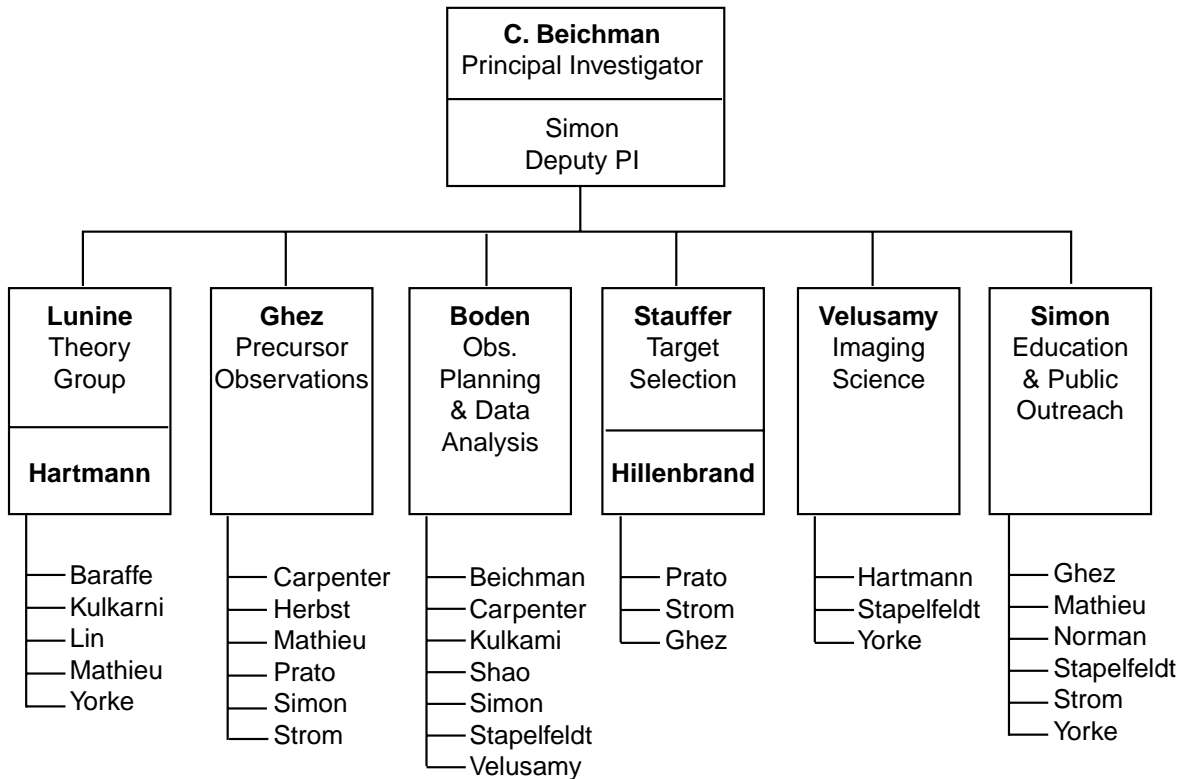 C. Beichman
Principal Investigator
Simon
Deputy PI
Lunine
Theory
Group
Hartmann
Baraffe
Kulkarni
Lin
Mathieu
Yorke
Ghez
Precursor
Observations
Carpenter
Herbst
Mathieu
Prato
Simon
Strom
Boden
Obs.
Planning
& Data
Analysis
Beichman
Carpenter
Kulkami
Shao
Simon
Stapelfeldt
Velusamy
Stauffer
Target
Selection
Hillenbrand
Prato
Strom
Ghez
Velusamy
Imaging
Science
Hartmann
Stapelfeldt
Yorke
Simon
Education
& Public
Outreach
Ghez
Mathieu
Norman
Stapelfeldt
Strom
Yorke